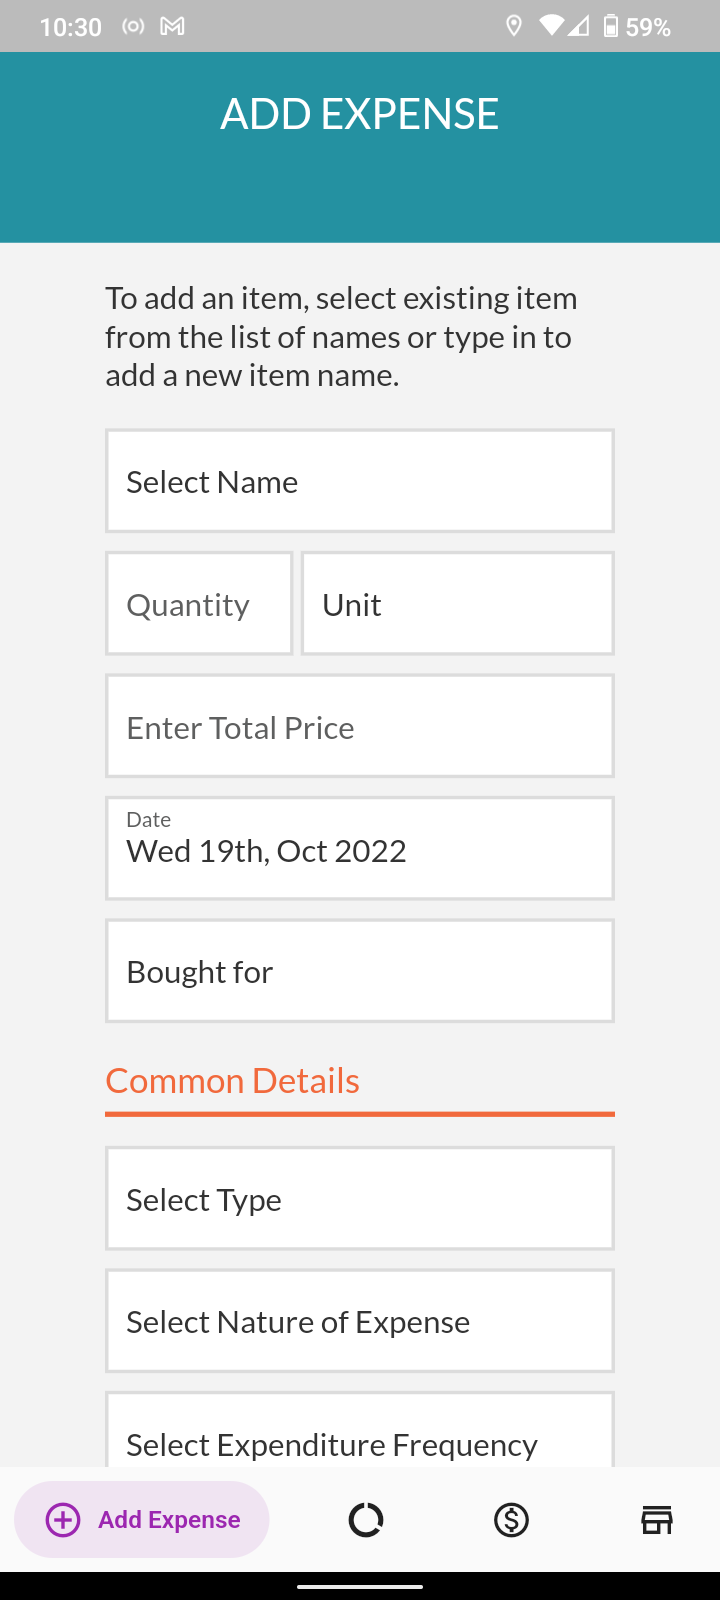 10:30
59%
ADD EXPENSE
To add an item, select existing item
from the list of names or type in to
add a new item name.
Select Name
Quantity
Unit
Enter Total Price
Date
Wed 19th, Oct 2022
Bought for
Common Details
Select Type
Select Nature of Expense
Select Expenditure Frequency
Add Expense